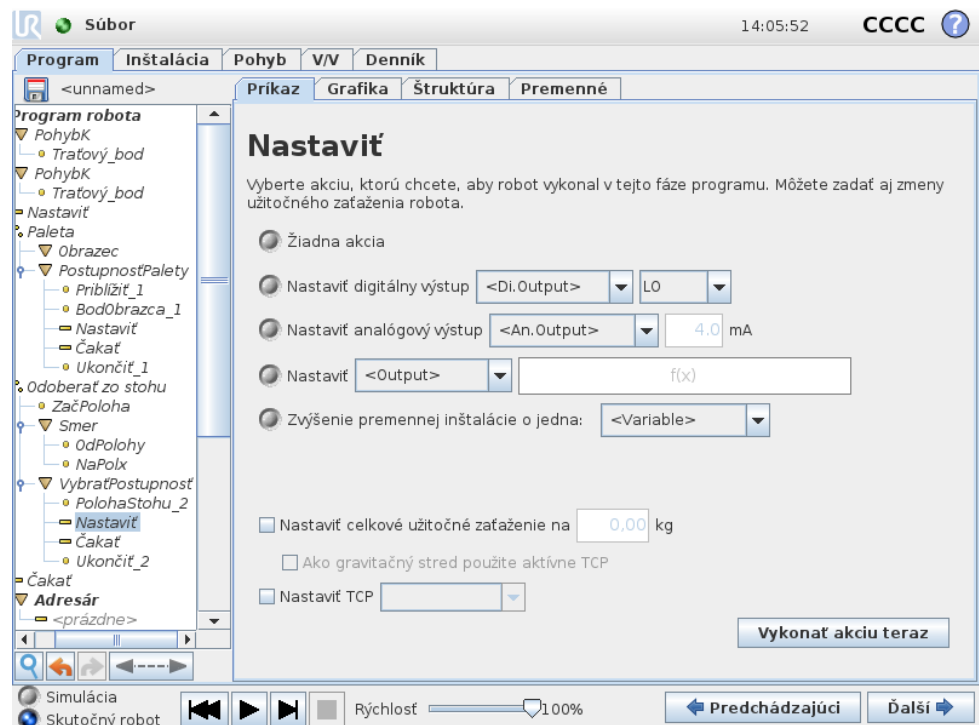 UR Súbor 14:05:52 CCCC ?
Program Inštalácia Pohyb V/V Denník
<unnamed> Príkaz Grafika Štruktúra Premenné
Program robota
PohybK
Traťový_bod
PohybK
Traťový_bod
Nastaviť
Paleta
Obrazec
PostupnosťPalety
Priblížiť_1
BodObrazca_1
Nastaviť
Čakať
Ukončiť_1
Odoberať zo stohu
ZačPoloha
Smer
OdPolohy
NaPolx
VybraťPostupnosť
PolohaStohu_2
Nastaviť
Čakať
Ukončiť_2
Čakať
Adresár
<prázdne>
Nastaviť
Vyberte akciu, ktorú chcete, aby robot vykonal v tejto fáze programu. Môžete zadať aj zmeny
užitočného zaťaženia robota.
Žiadna akcia
Nastaviť digitálny výstup <Di.Output> LO
Nastaviť analógový výstup <An.Output> 4.0 mA
Nastaviť <Output> f(x)
Zvýšenie premennej inštalácie o jedna: <Variable>
Nastaviť celkové užitočné zaťaženie na 0,00 kg
Ako gravitačný stred použite aktívne TCP
Nastaviť TCP
Vykonať akciu teraz
Simulácia
Skutočný robot
Rýchlosť 100%
Predchádzajúci Ďalší